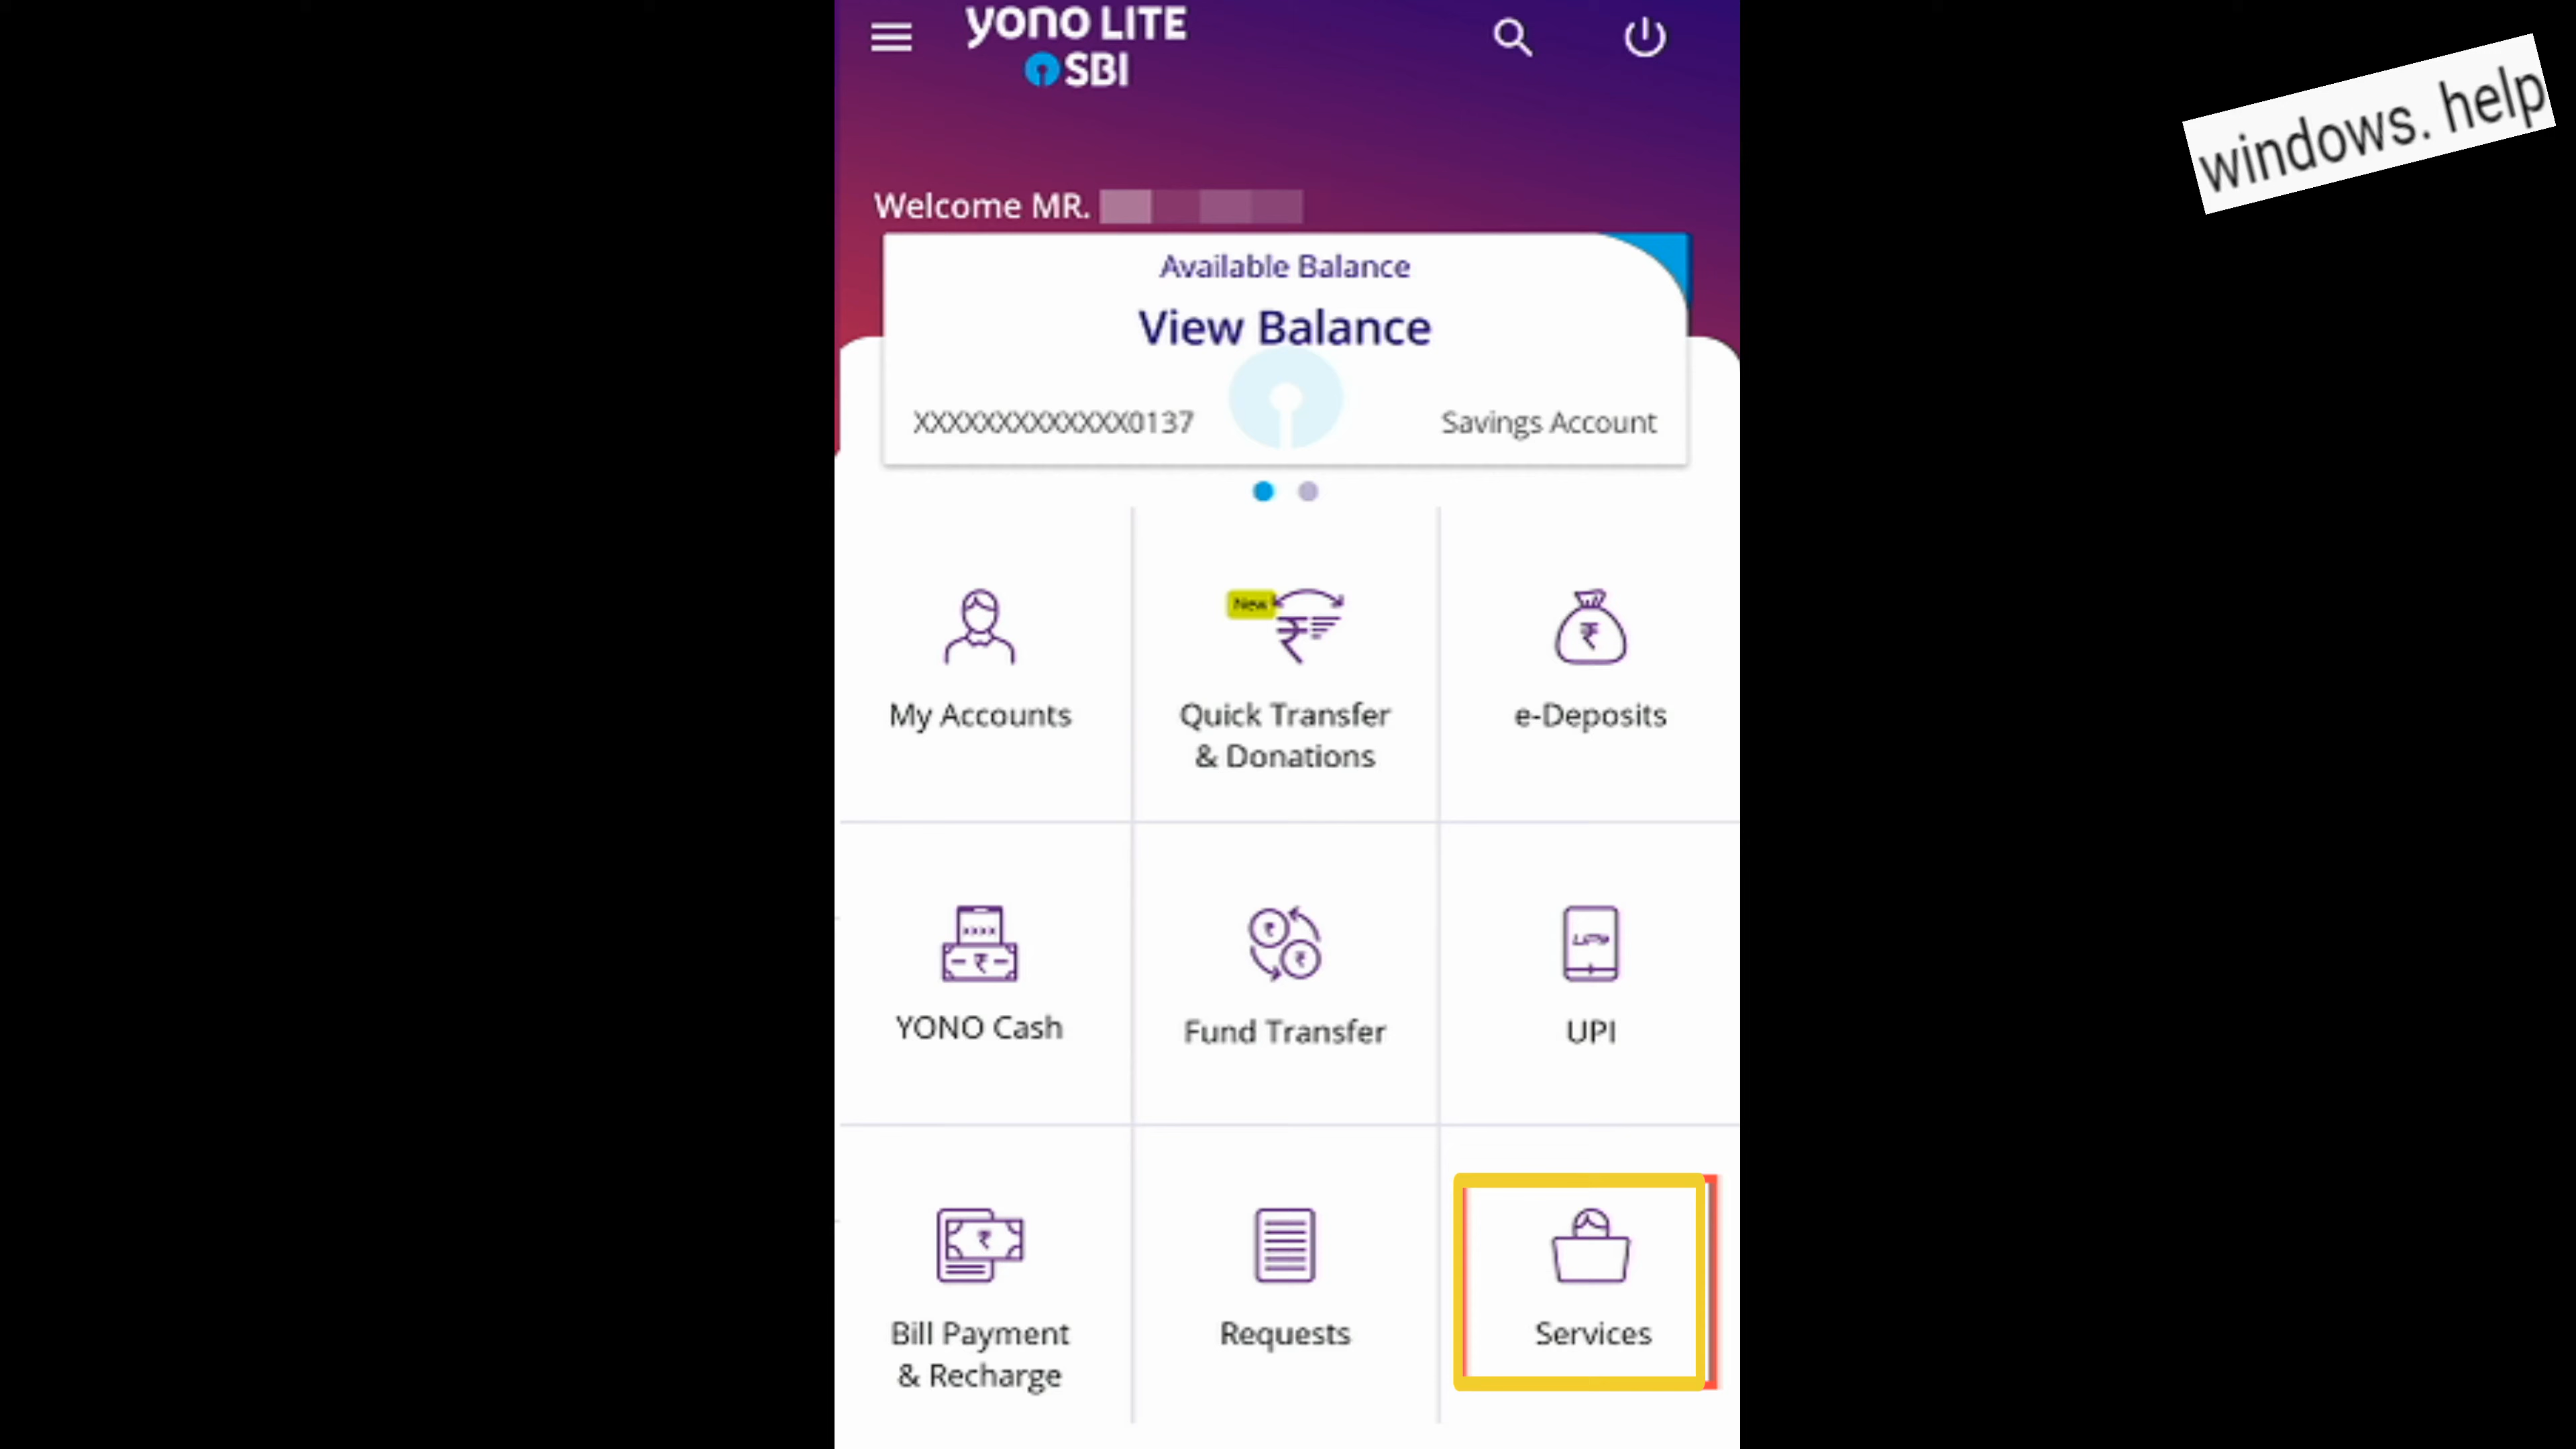 yono LITE
SBI
windows. help
Welcome MR.
Available Balance
View Balance
XXXXXXXXXXXXX0137
Savings Account
New
My Accounts
Quick Transfer
& Donations
e-Deposits
YONO Cash
Fund Transfer
UPI
Bill Payment
& Recharge
Requests
Services